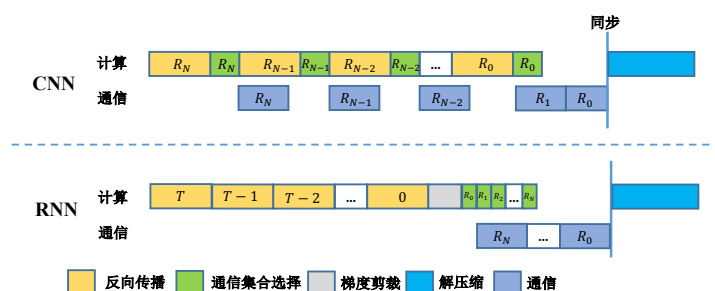 同步
计算 R_N R_N R_{N-1} R_{N-1} R_{N-2} R_{N-2} ... R_0 R_0
CNN
通信 R_N R_{N-1} R_{N-2} R_1 R_0
计算 T T-1 T-2 ... 0 R_0 R_1 R_2 ... R_N
RNN
通信 R_N ... R_0
反向传播 通信集合选择 梯度剪裁 解压缩 通信